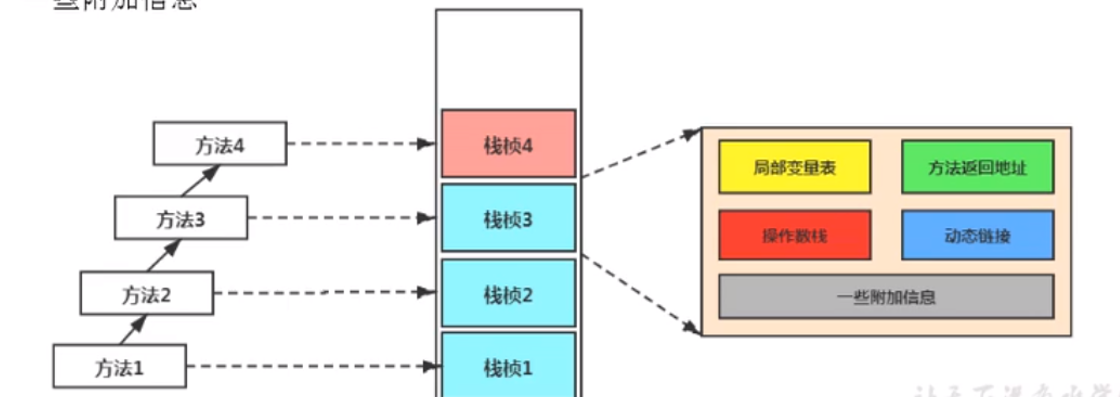 一些附加信息
方法4
栈桢4
方法3
栈桢3
方法2
栈桢2
方法1
栈桢1
局部变量表
方法返回地址
操作数栈
动态链接
一些附加信息